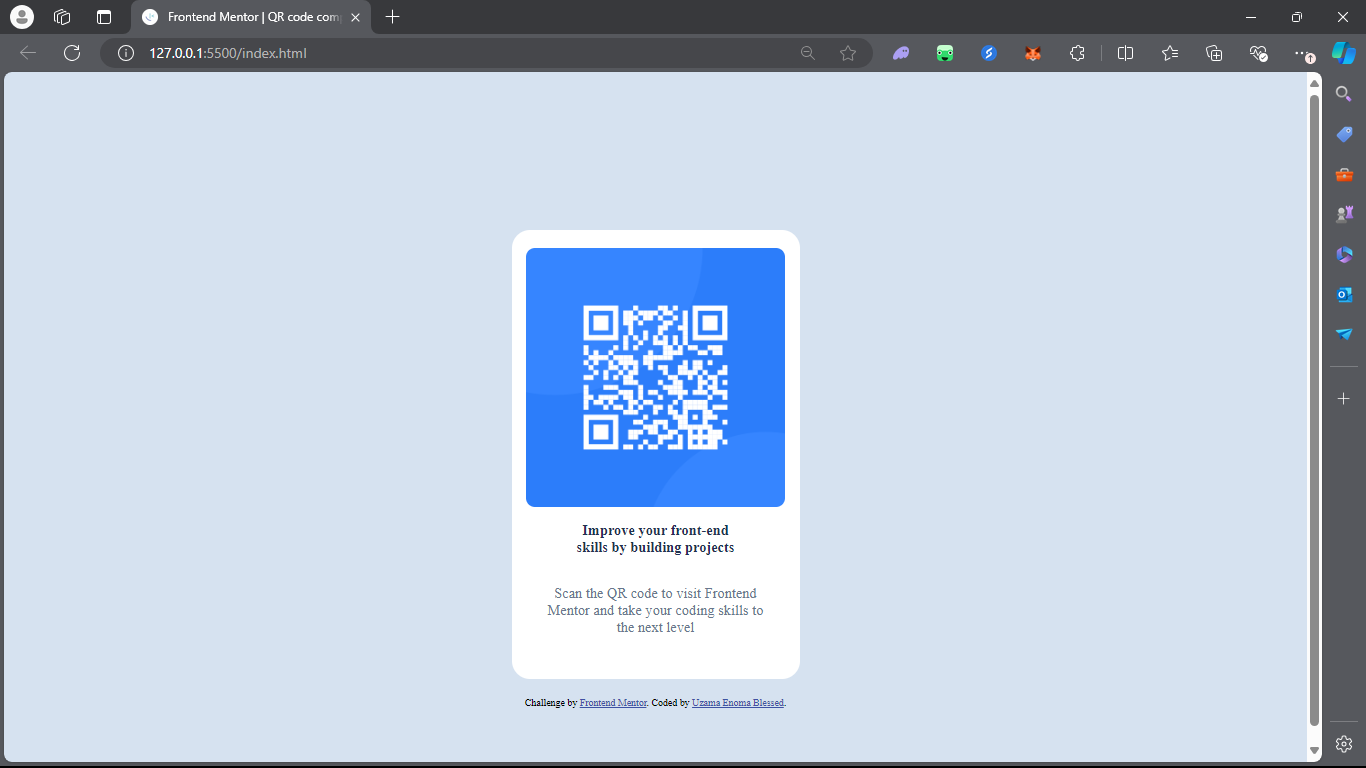 Frontend Mentor | QR code com
127.0.0.1:5500/index.html
Improve your front-end
skills by building projects
Scan the QR code to visit Frontend
Mentor and take your coding skills to
the next level
Challenge by Frontend Mentor. Coded by Uzama Enoma Blessed.